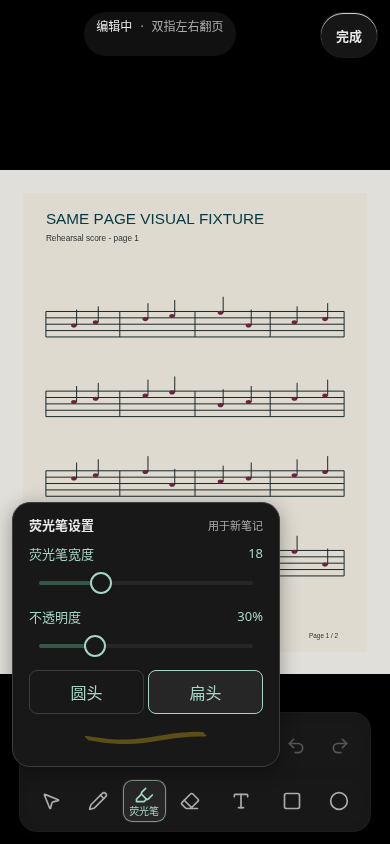 编辑中 · 双指左右翻页
完成
SAME PAGE VISUAL FIXTURE
Rehearsal score - page 1
荧光笔设置 用于新笔记
荧光笔宽度 18
不透明度 30%
圆头 扁头
Page 1 / 2
荧光笔